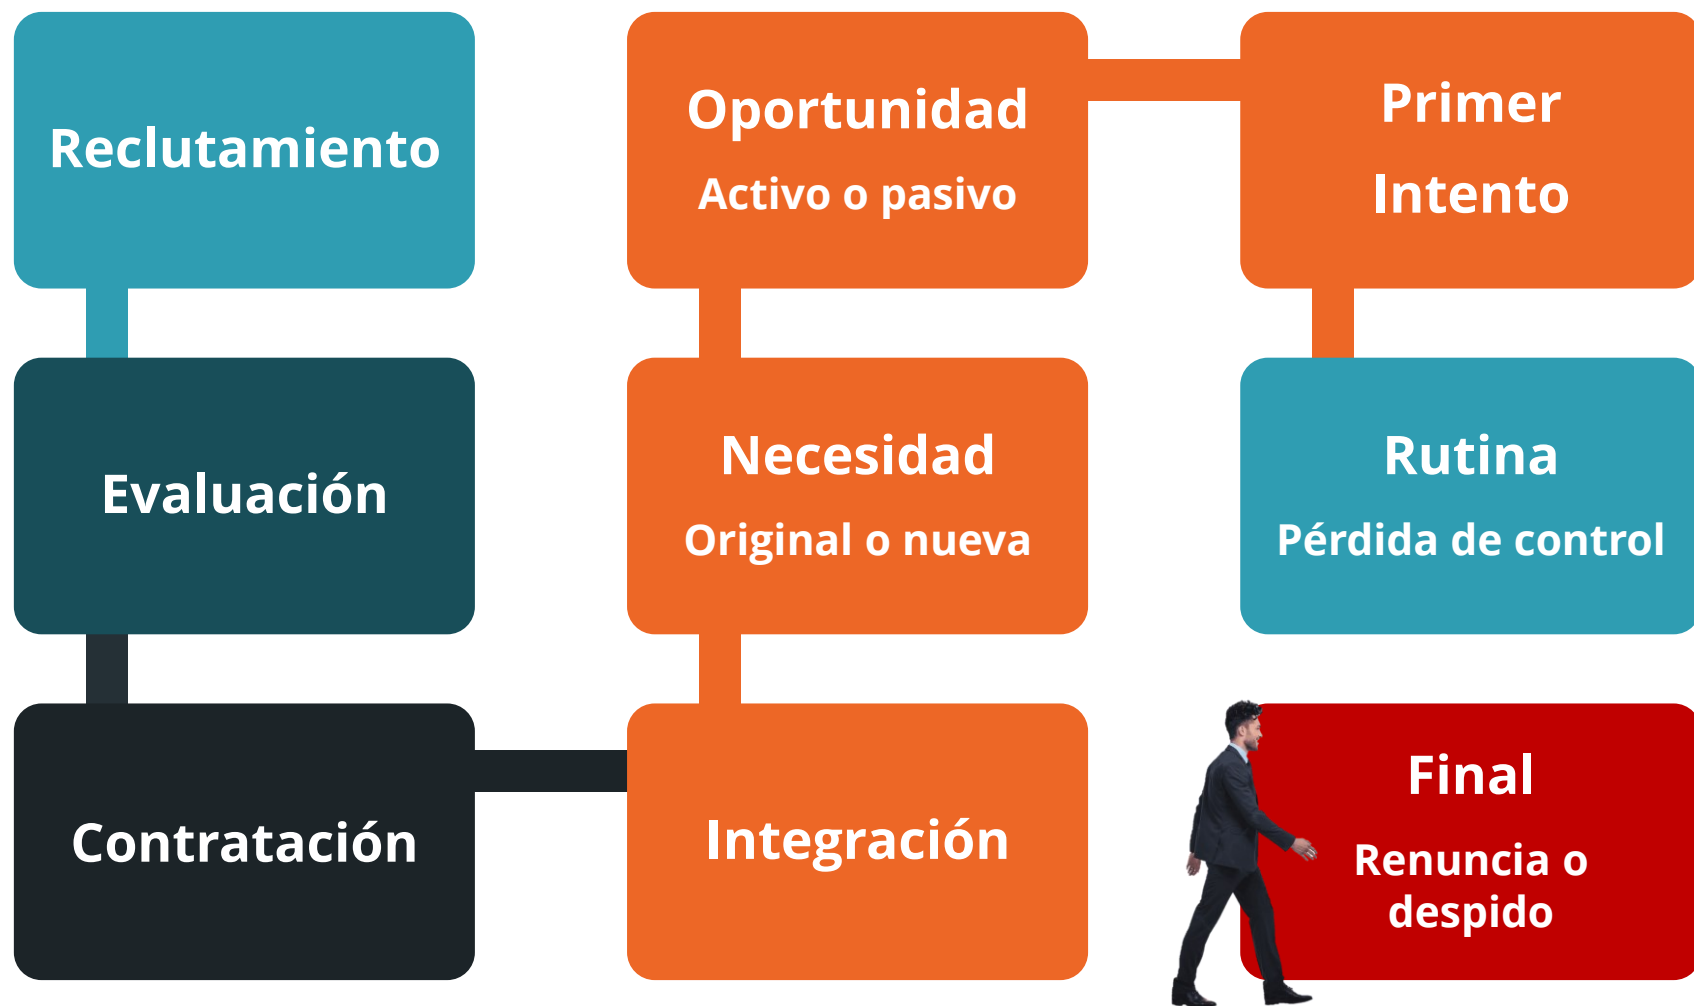 Reclutamiento
Evaluación
Contratación
Integración
Necesidad
Original o nueva
Oportunidad
Activo o pasivo
Primer
Intento
Rutina
Pérdida de control
Final
Renuncia o
despido